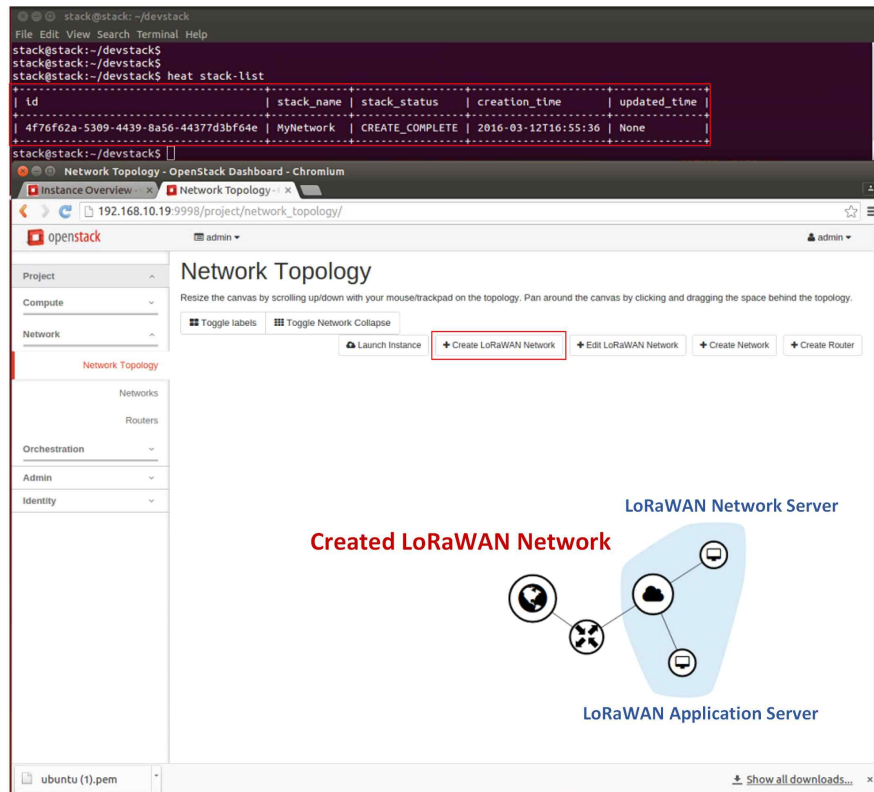 stack@stack: ~/devstack
File Edit View Search Terminal Help
stack@stack:~/devstack$
stack@stack:~/devstack$
stack@stack:~/devstack$ heat stack-list
| id | stack_name | stack_status | creation_time | updated_time |
| 4f76f62a-5309-4439-8a56-44377d3bf64e | MyNetwork | CREATE_COMPLETE | 2016-03-12T16:55:36 | None |
stack@stack:~/devstack$
Network Topology - OpenStack Dashboard - Chromium
Instance Overview - Network Topology -
192.168.10.19:9998/project/network_topology/
openstack admin admin
Project
Compute
Network
Network Topology
Networks
Routers
Orchestration
Admin
Identity
Network Topology
Resize the canvas by scrolling up/down with your mouse/trackpad on the topology. Pan around the canvas by clicking and dragging the space behind the topology.
Toggle labels Toggle Network Collapse
Launch Instance + Create LoRaWAN Network + Edit LoRaWAN Network + Create Network + Create Router
LoRaWAN Network Server
Created LoRaWAN Network
LoRaWAN Application Server
ubuntu (1).pem Show all downloads...